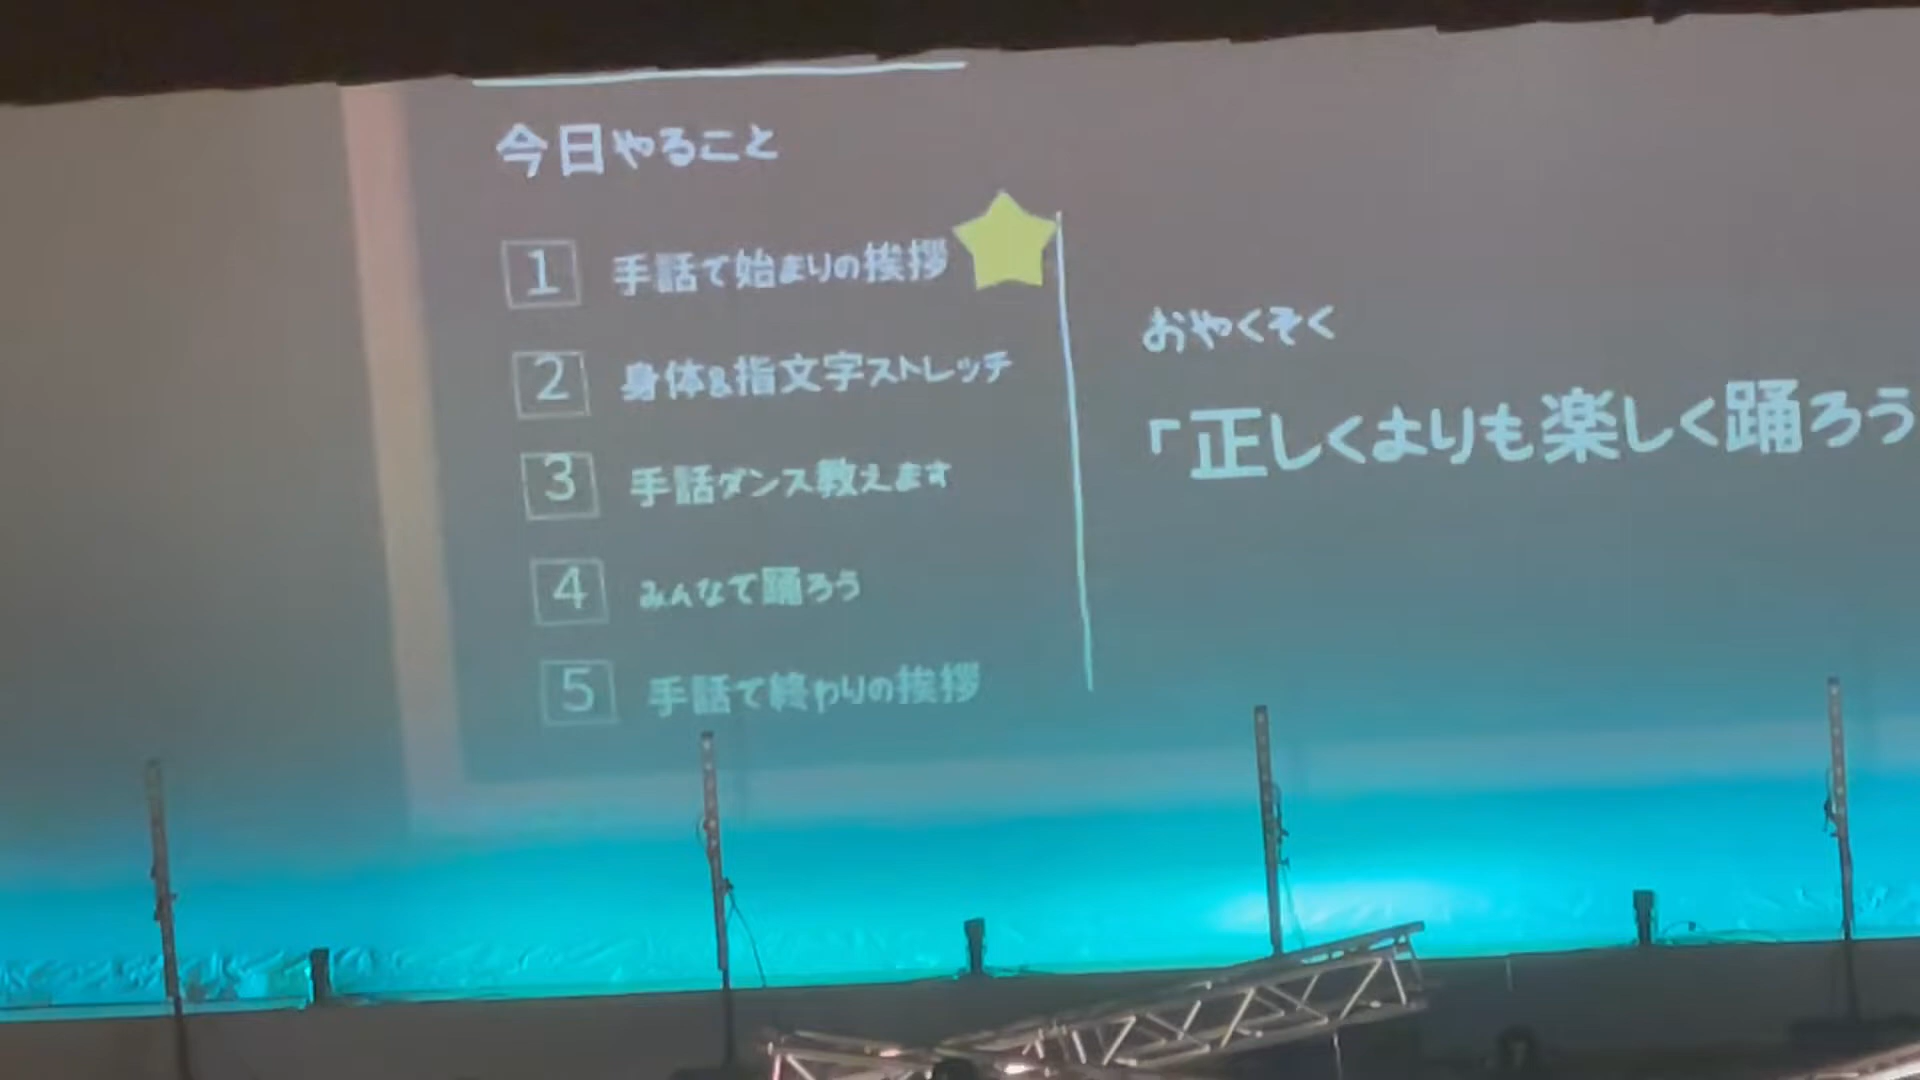 今日やること
1 手話で始まりの挨拶
2 身体&指文字ストレッチ
3 手話ダンス教えます
4 みんなで踊ろう
5 手話で終わりの挨拶
おやくそく
「正しくよりも楽しく踊ろう